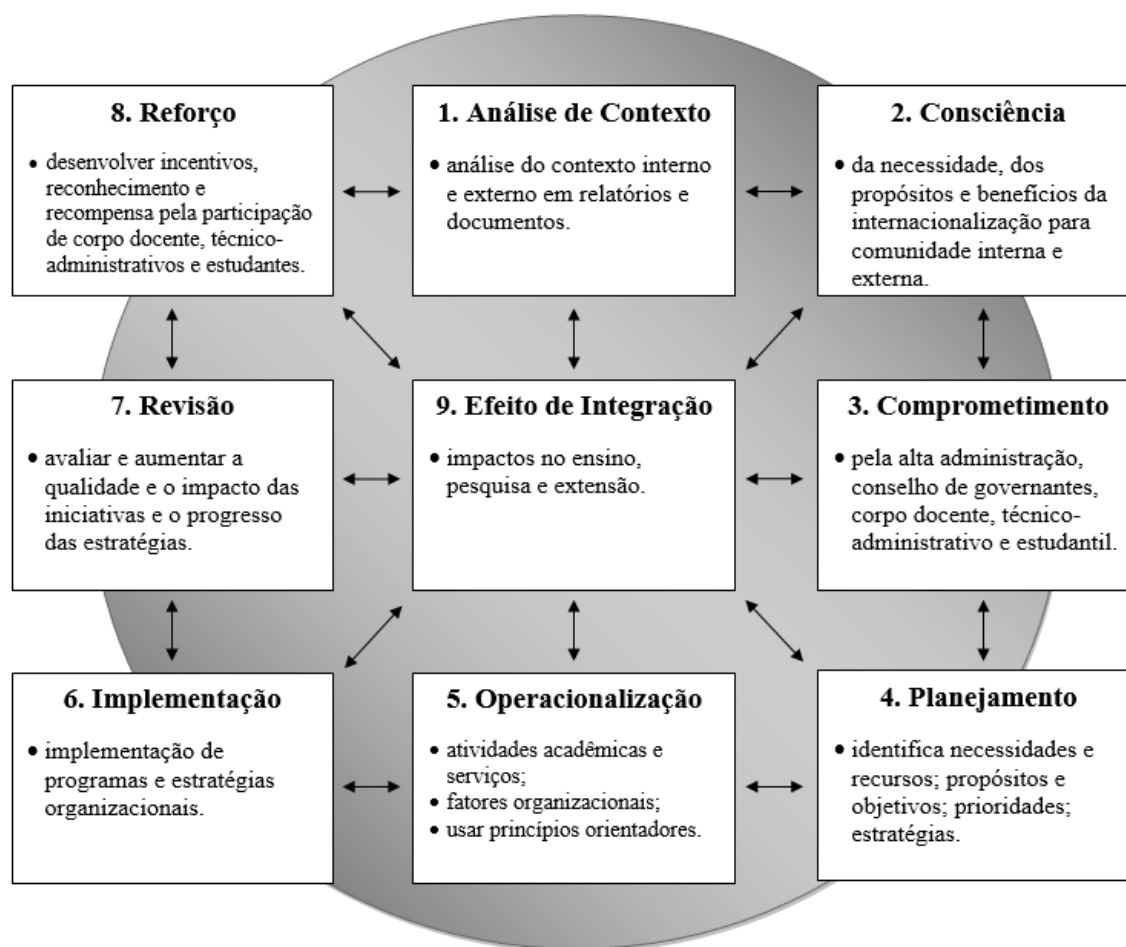 8. Reforço
• desenvolver incentivos,
reconhecimento e
recompensa pela participação
de corpo docente, técnico-
administrativos e estudantes.
1. Análise de Contexto
• análise do contexto interno
e externo em relatórios e
documentos.
2. Consciência
• da necessidade, dos
propósitos e benefícios da
internacionalização para
comunidade interna e
externa.
7. Revisão
• avaliar e aumentar a
qualidade e o impacto das
iniciativas e o progresso
das estratégias.
9. Efeito de Integração
• impactos no ensino,
pesquisa e extensão.
3. Comprometimento
• pela alta administração,
conselho de governantes,
corpo docente, técnico-
administrativo e estudantil.
6. Implementação
• implementação de
programas e estratégias
organizacionais.
5. Operacionalização
• atividades acadêmicas e
serviços;
• fatores organizacionais;
• usar princípios orientadores.
4. Planejamento
• identifica necessidades e
recursos; propósitos e
objetivos; prioridades;
estratégias.